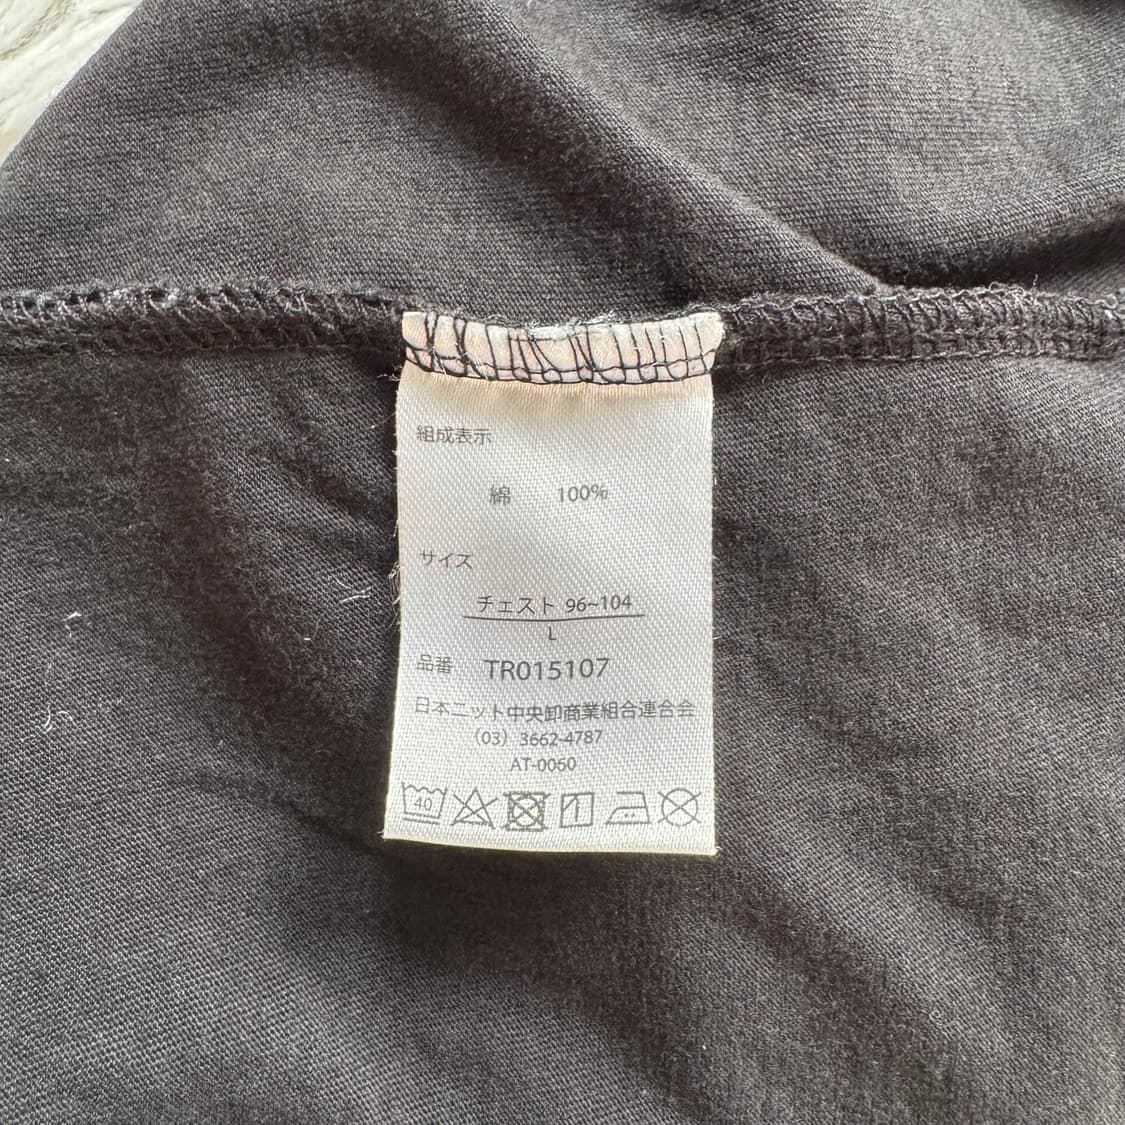 組成表示
綿 100%
サイズ
チェスト 96~104
L
品番 TR015107
日本ニット中央卸商業組合連合会
（03）3662-4787
AT-0060
40